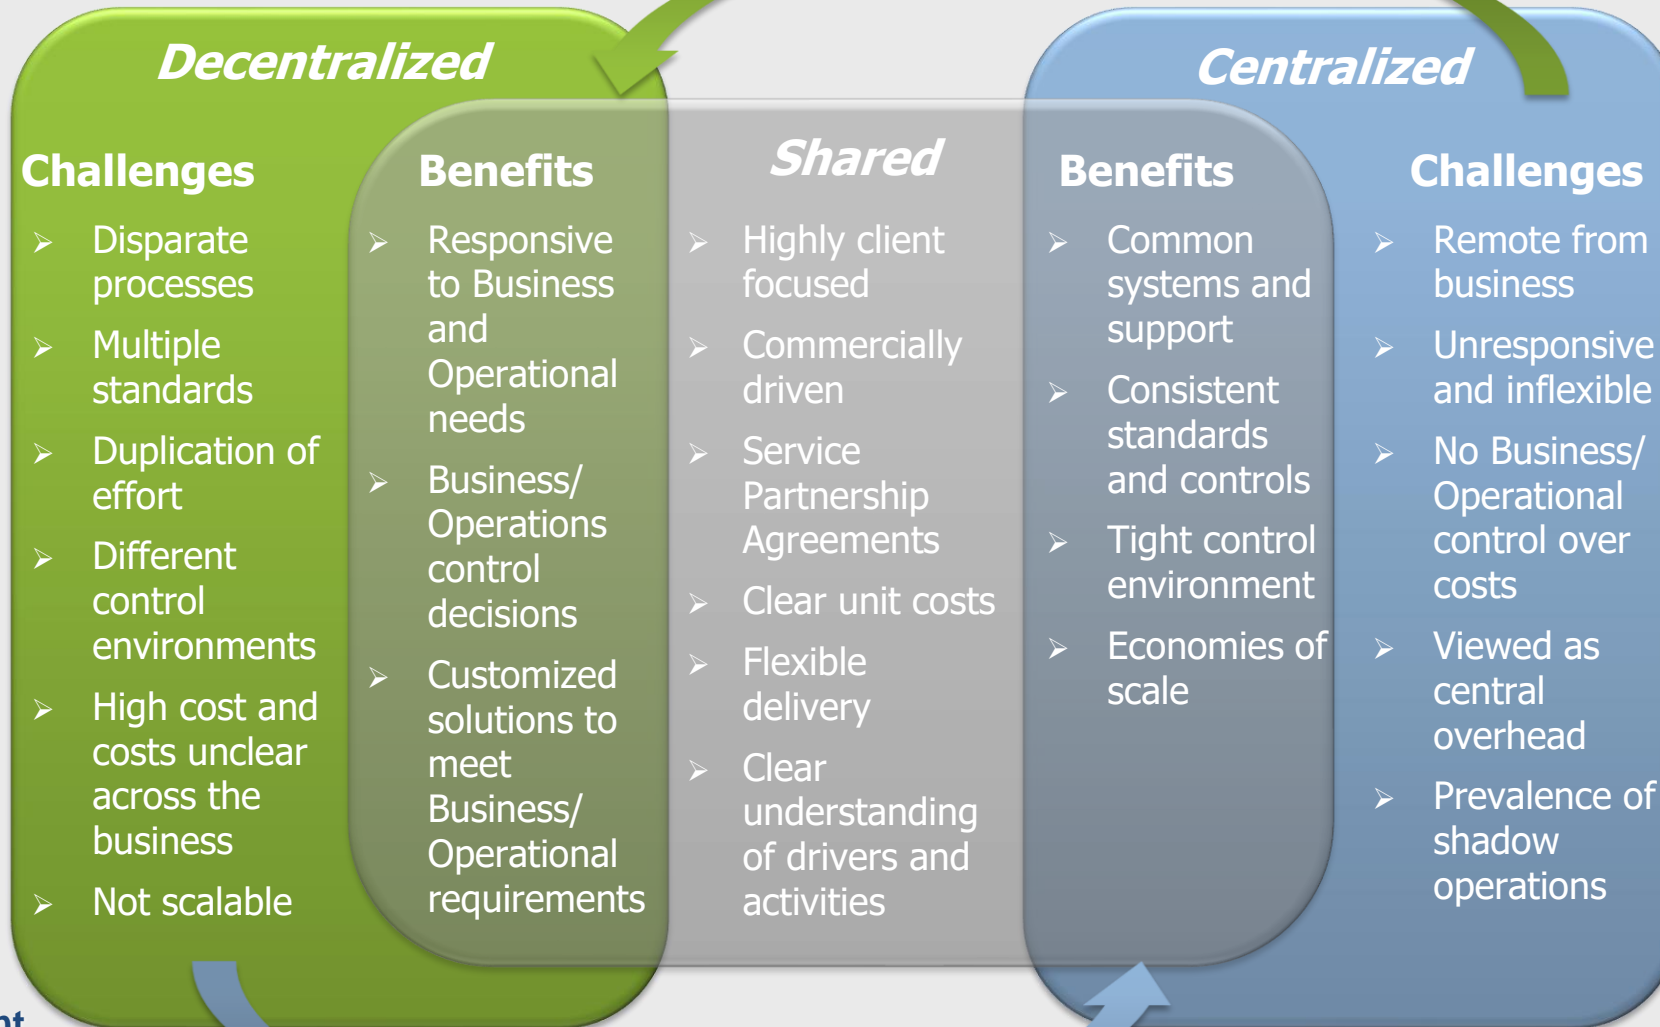 Decentralized
Challenges
➢ Disparate
processes
➢ Multiple
standards
➢ Duplication of
effort
➢ Different
control
environments
➢ High cost and
costs unclear
across the
business
➢ Not scalable
Benefits
➢ Responsive
to Business
and
Operational
needs
➢ Business/
Operations
control
decisions
➢ Customized
solutions to
meet
Business/
Operational
requirements
Shared
➢ Highly client
focused
➢ Commercially
driven
➢ Service
Partnership
Agreements
➢ Clear unit costs
➢ Flexible
delivery
➢ Clear
understanding
of drivers and
activities
Centralized
Benefits
➢ Common
systems and
support
➢ Consistent
standards
and controls
➢ Tight control
environment
➢ Economies of
scale
Challenges
➢ Remote from
business
➢ Unresponsive
and inflexible
➢ No Business/
Operational
control over
costs
➢ Viewed as
central
overhead
➢ Prevalence of
shadow
operations